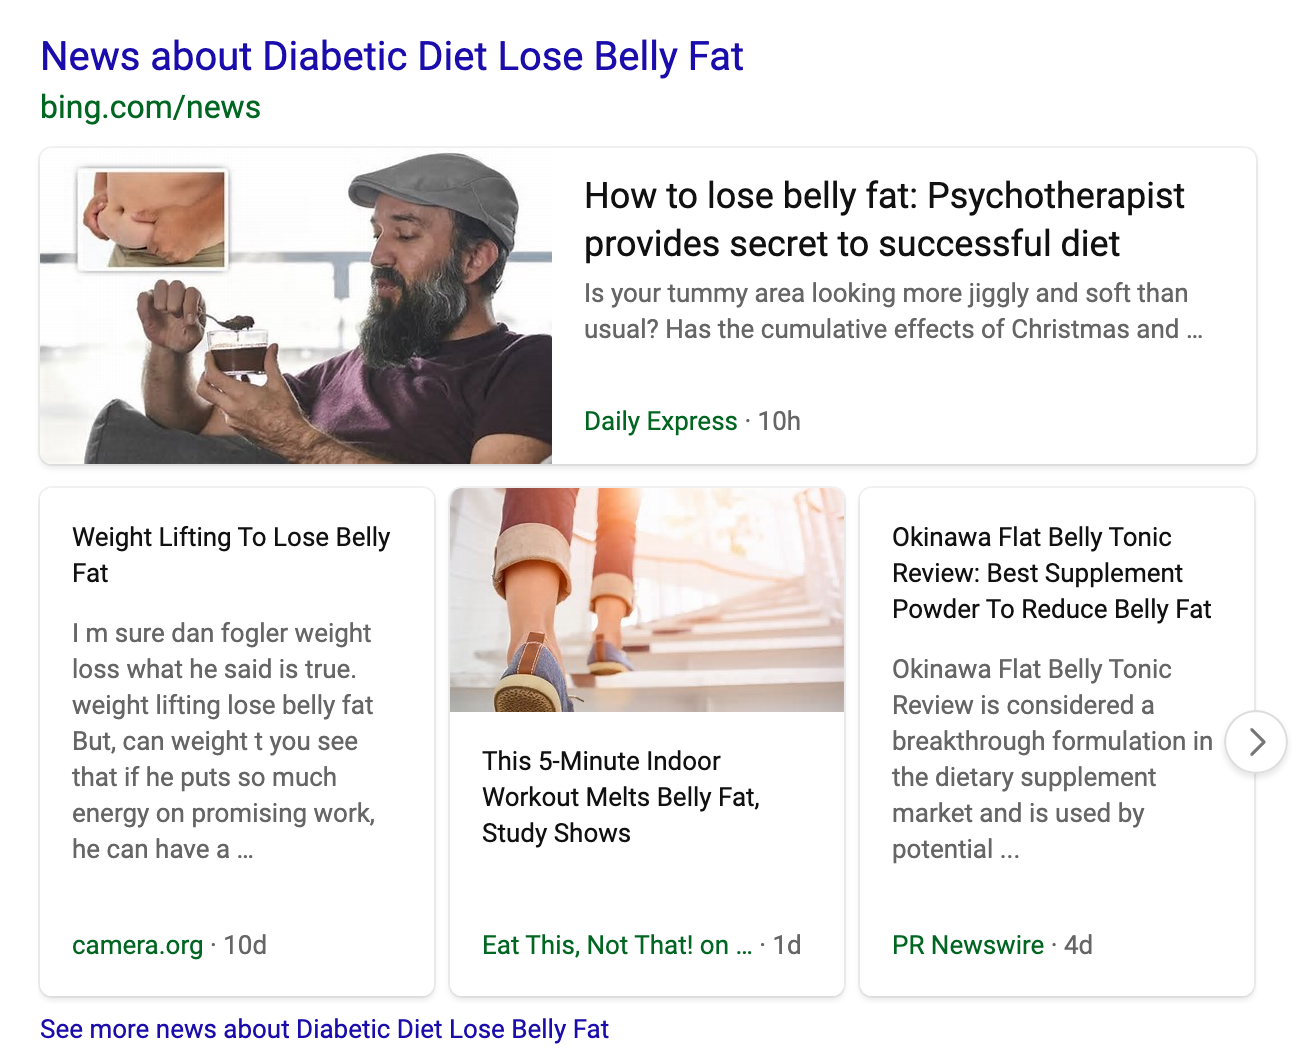 News about Diabetic Diet Lose Belly Fat
bing.com/news
How to lose belly fat: Psychotherapist
provides secret to successful diet
Is your tummy area looking more jiggly and soft than
usual? Has the cumulative effects of Christmas and ...
Daily Express · 10h
Weight Lifting To Lose Belly
Fat
I m sure dan fogler weight
loss what he said is true.
weight lifting lose belly fat
But, can weight t you see
that if he puts so much
energy on promising work,
he can have a ...
camera.org · 10d
This 5-Minute Indoor
Workout Melts Belly Fat,
Study Shows
Eat This, Not That! on ... · 1d
Okinawa Flat Belly Tonic
Review: Best Supplement
Powder To Reduce Belly Fat
Okinawa Flat Belly Tonic
Review is considered a
breakthrough formulation in
the dietary supplement
market and is used by
potential ...
PR Newswire · 4d
See more news about Diabetic Diet Lose Belly Fat